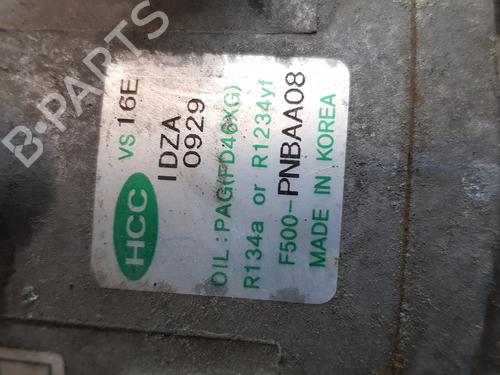 HCC
VS 16E
IDZA
0929
OIL : PAG(FD46XG)
R134a or R1234yf
F500-PNBAA08
MADE IN KOREA
B-PARTS